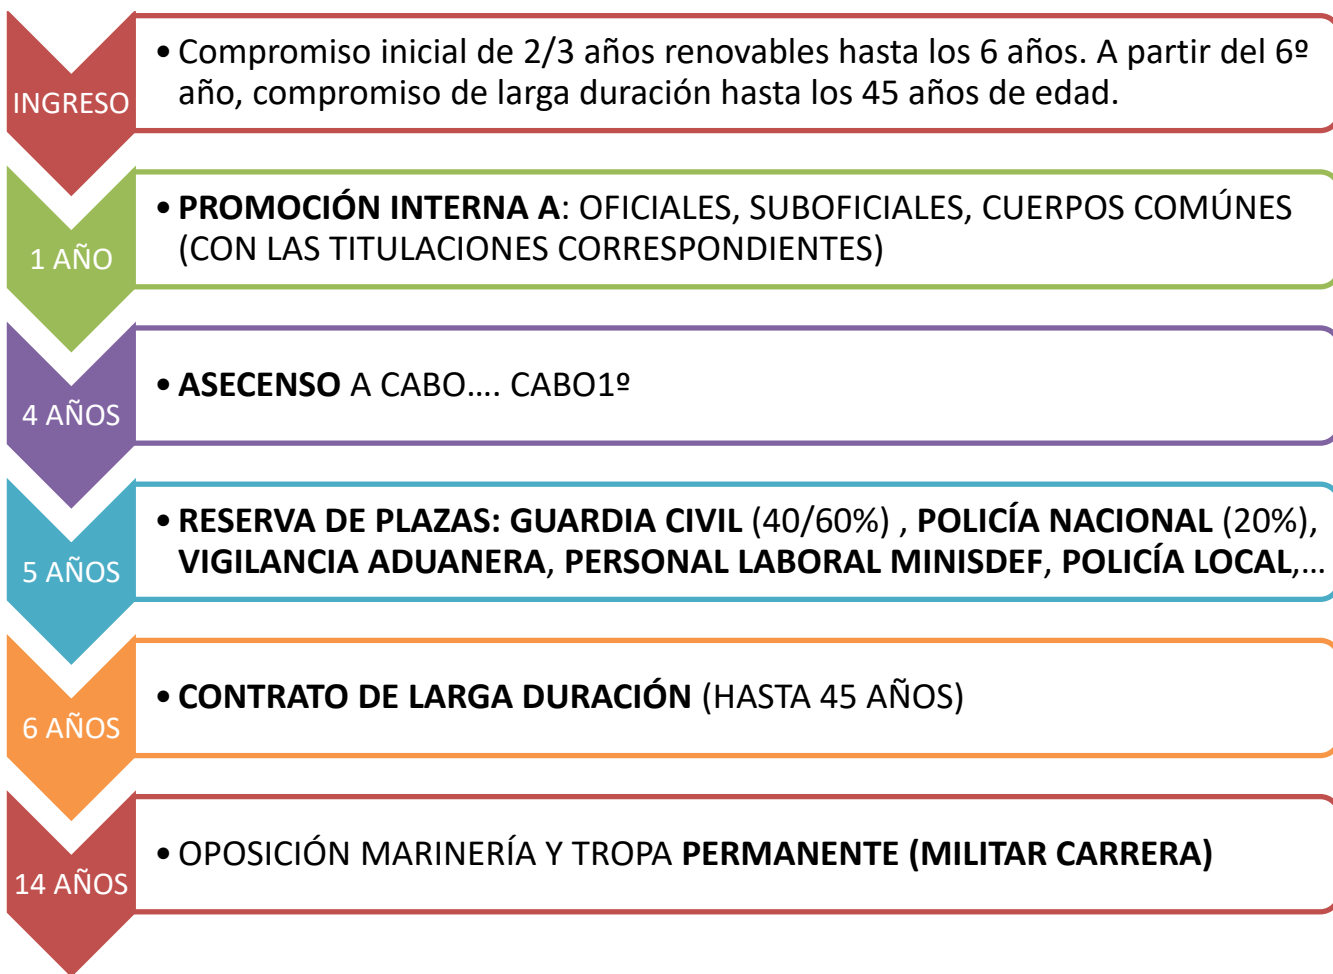 INGRESO
• Compromiso inicial de 2/3 años renovables hasta los 6 años. A partir del 6º
año, compromiso de larga duración hasta los 45 años de edad.
1 AÑO
• PROMOCIÓN INTERNA A: OFICIALES, SUBOFICIALES, CUERPOS COMÚNES
(CON LAS TITULACIONES CORRESPONDIENTES)
4 AÑOS
• ASECENSO A CABO…. CABO1º
5 AÑOS
• RESERVA DE PLAZAS: GUARDIA CIVIL (40/60%) , POLICÍA NACIONAL (20%),
VIGILANCIA ADUANERA, PERSONAL LABORAL MINISDEF, POLICÍA LOCAL,…
6 AÑOS
• CONTRATO DE LARGA DURACIÓN (HASTA 45 AÑOS)
14 AÑOS
• OPOSICIÓN MARINERÍA Y TROPA PERMANENTE (MILITAR CARRERA)